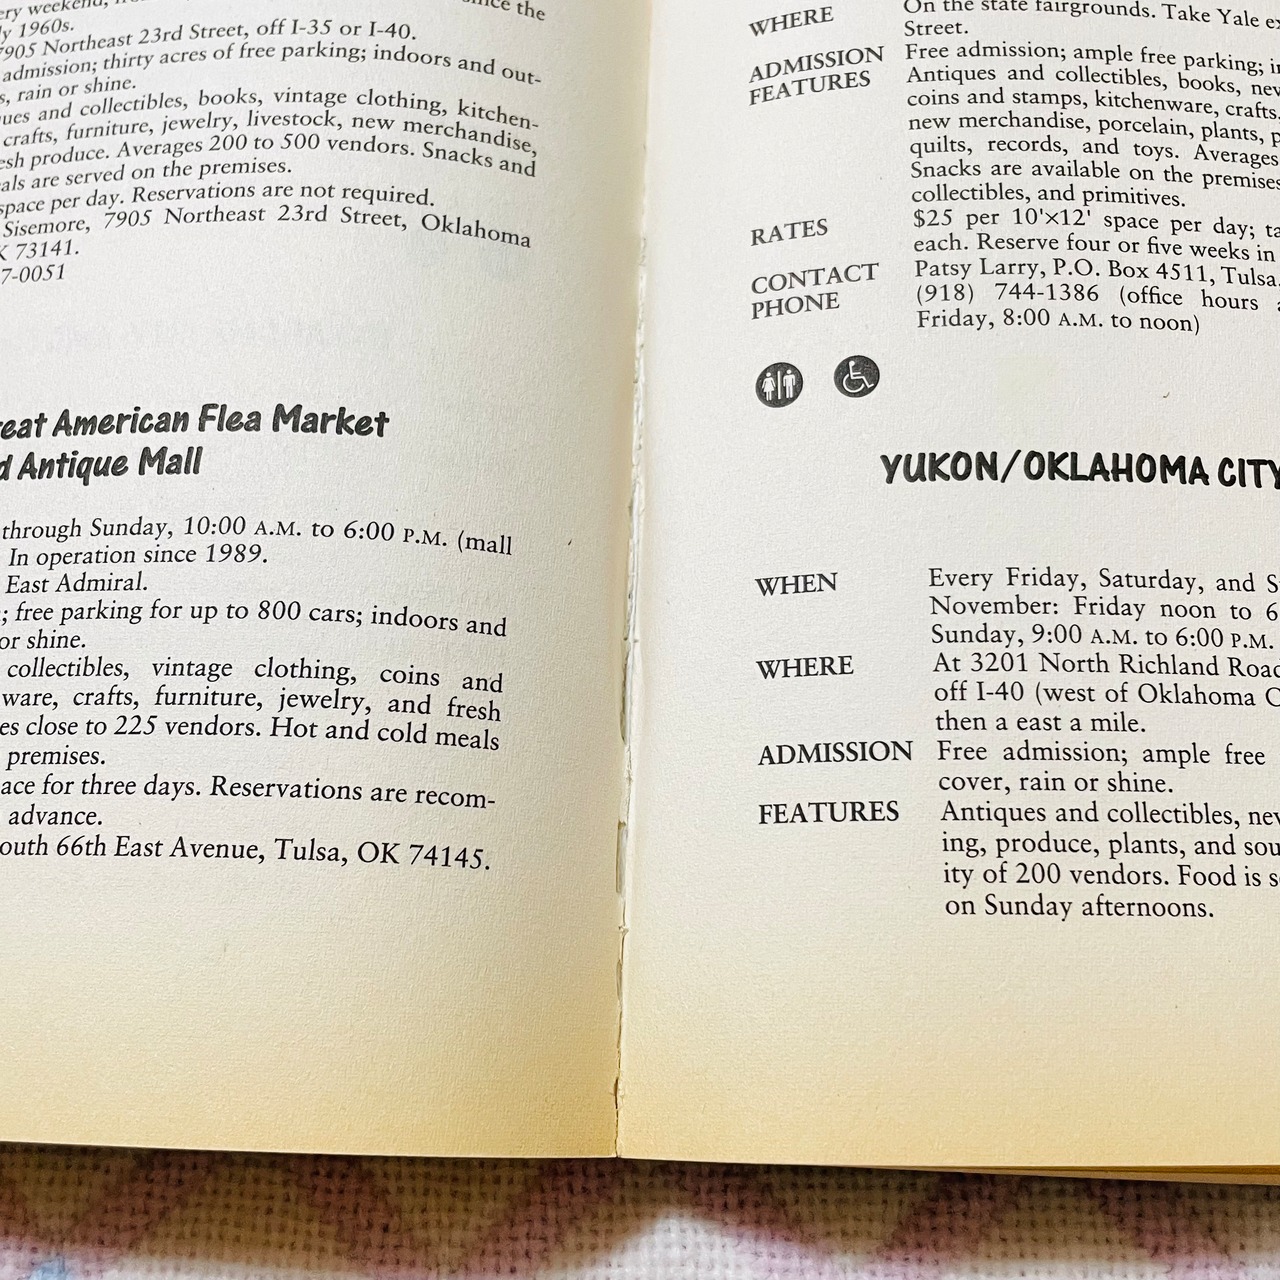 ery weekend,
nce the
ly 1960s.
7905 Northeast 23rd Street, off I-35 or I-40.
admission; thirty acres of free parking; indoors and out-
s, rain or shine.
ues and collectibles, books, vintage clothing, kitchen-
crafts, furniture, jewelry, livestock, new merchandise,
esh produce. Averages 200 to 500 vendors. Snacks and
als are served on the premises.
space per day. Reservations are not required.
Sisemore, 7905 Northeast 23rd Street, Oklahoma
K 73141.
7-0051
reat American Flea Market
d Antique Mall
through Sunday, 10:00 A.M. to 6:00 P.M. (mall
In operation since 1989.
East Admiral.
; free parking for up to 800 cars; indoors and
or shine.
collectibles, vintage clothing, coins and
ware, crafts, furniture, jewelry, and fresh
es close to 225 vendors. Hot and cold meals
premises.
ace for three days. Reservations are recom-
advance.
outh 66th East Avenue, Tulsa, OK 74145.
WHERE On the state fairgrounds. Take Yale ex
Street.
ADMISSION Free admission; ample free parking; in
FEATURES Antiques and collectibles, books, new
coins and stamps, kitchenware, crafts,
new merchandise, porcelain, plants, p
quilts, records, and toys. Averages
Snacks are available on the premises
collectibles, and primitives.
RATES $25 per 10'×12' space per day; ta
each. Reserve four or five weeks in
CONTACT Patsy Larry, P.O. Box 4511, Tulsa,
PHONE (918) 744-1386 (office hours a
Friday, 8:00 A.M. to noon)
YUKON/OKLAHOMA CITY
WHEN Every Friday, Saturday, and S
November: Friday noon to 6
Sunday, 9:00 A.M. to 6:00 P.M.
WHERE At 3201 North Richland Road
off I-40 (west of Oklahoma C
then a east a mile.
ADMISSION Free admission; ample free
cover, rain or shine.
FEATURES Antiques and collectibles, new
ing, produce, plants, and sou
ity of 200 vendors. Food is s
on Sunday afternoons.